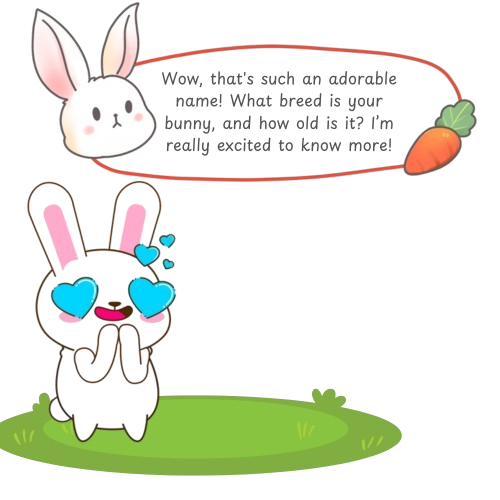 Wow, that's such an adorable
name! What breed is your
bunny, and how old is it? I'm
really excited to know more!